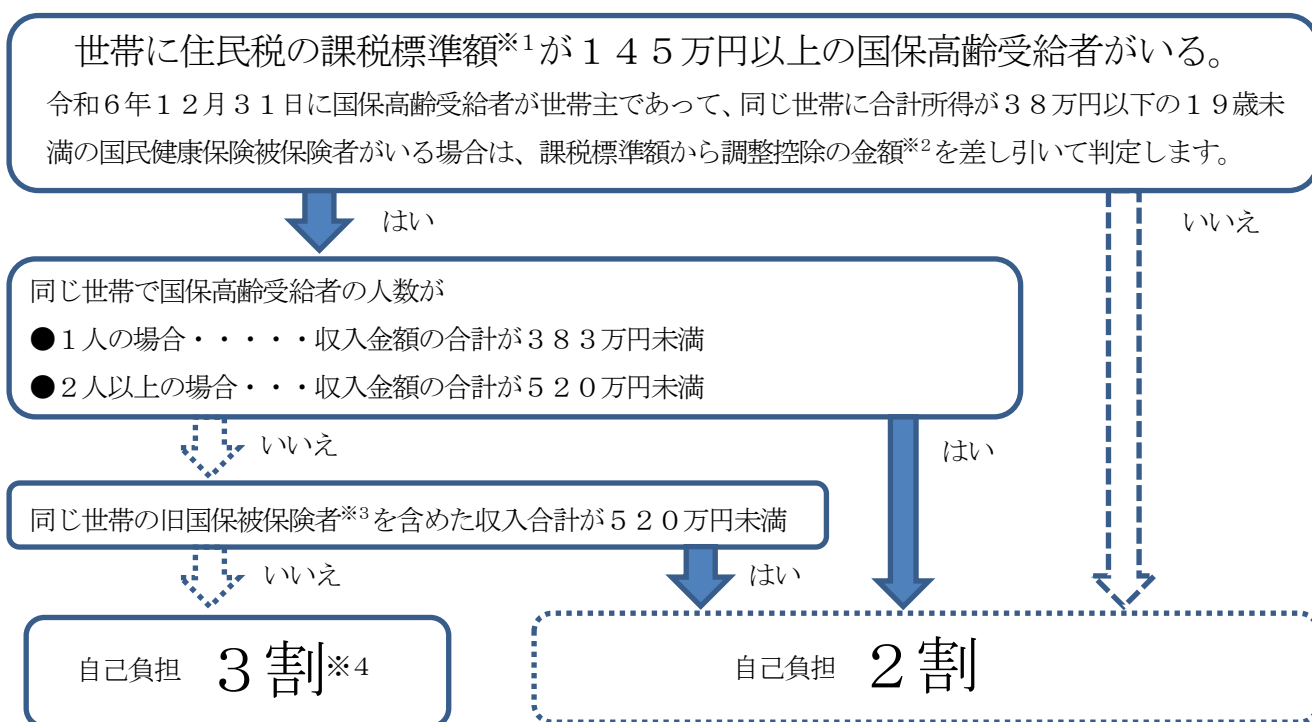 世帯に住民税の課税標準額※1が１４５万円以上の国保高齢受給者がいる。
令和６年１２月３１日に国保高齢受給者が世帯主であって、同じ世帯に合計所得が３８万円以下の１９歳未
満の国民健康保険被保険者がいる場合は、課税標準額から調整控除の金額※2を差し引いて判定します。
はい
いいえ
同じ世帯で国保高齢受給者の人数が
●１人の場合・・・・・収入金額の合計が３８３万円未満
●２人以上の場合・・・収入金額の合計が５２０万円未満
いいえ
はい
同じ世帯の旧国保被保険者※3を含めた収入合計が５２０万円未満
いいえ
はい
自己負担 ３割※4
自己負担 ２割